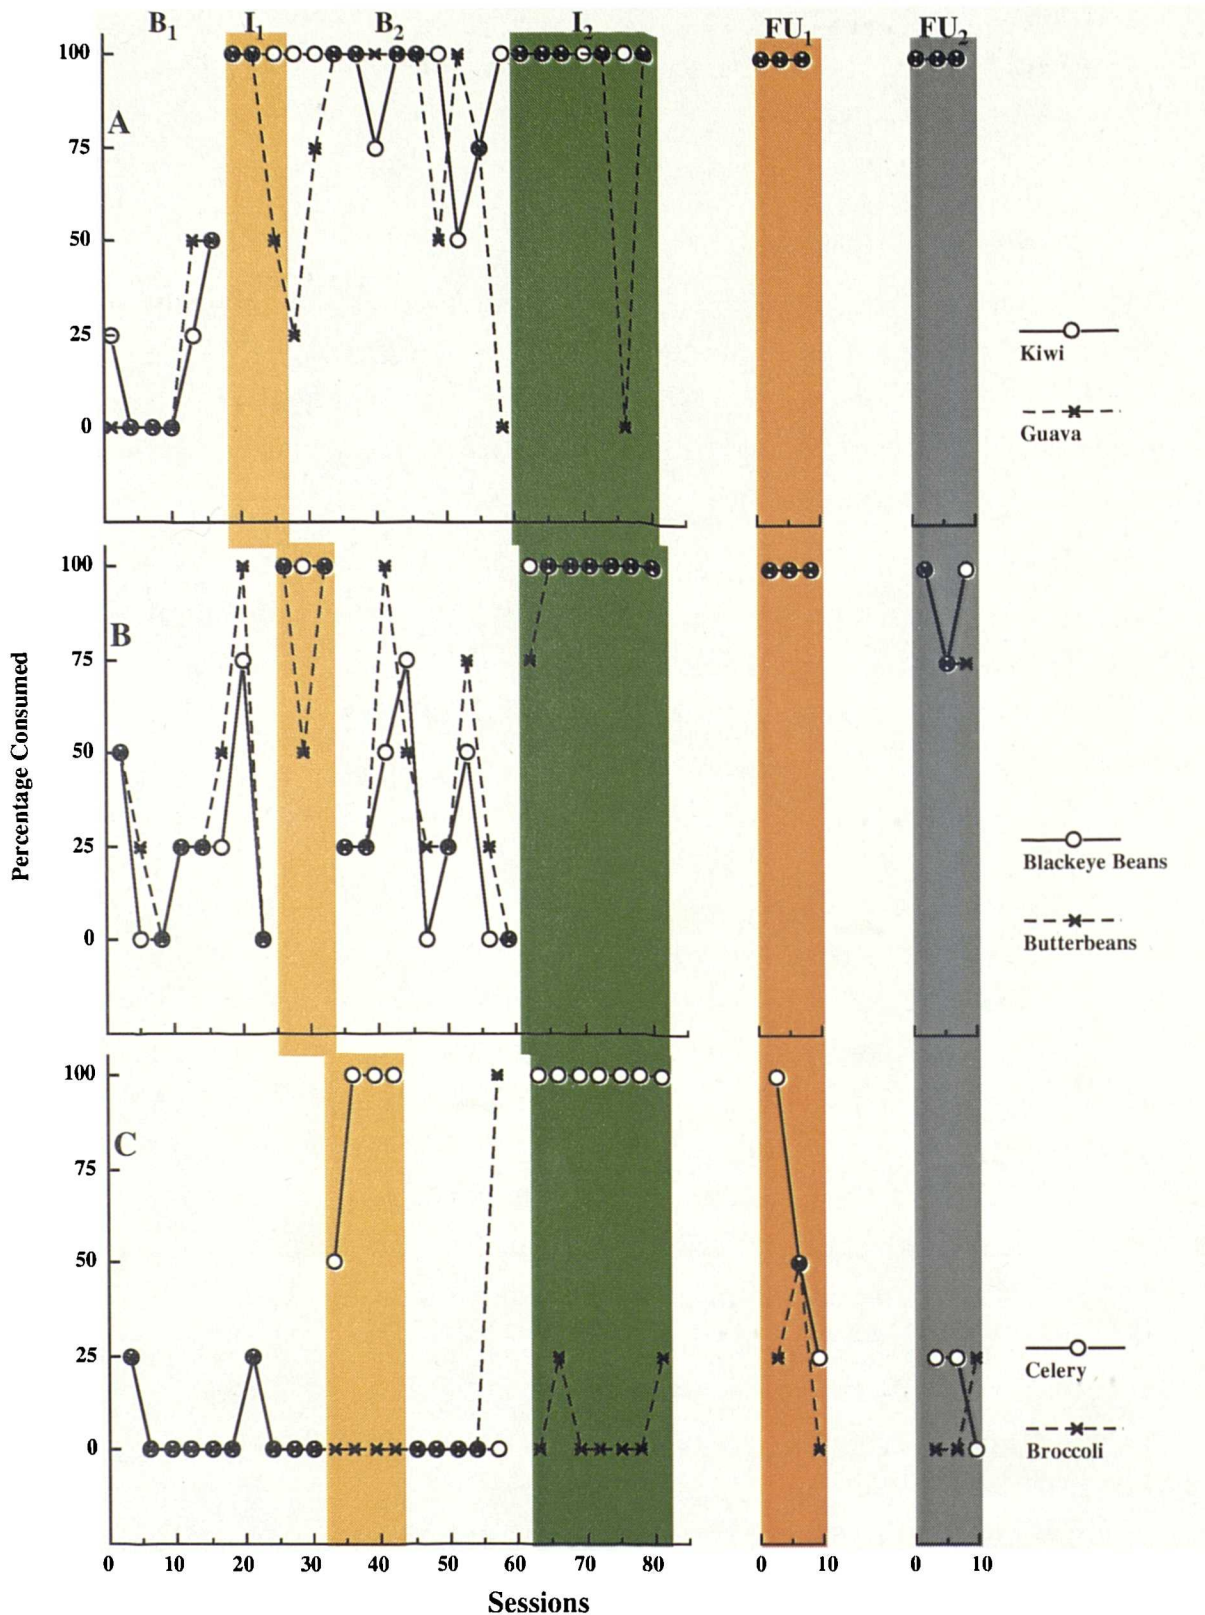 B1 I1 B2 I2 FU1 FU2
100
A
75
50
25
0
Kiwi
Guava
100
B
75
50
25
0
Percentage Consumed
Blackeye Beans
Butterbeans
100
C
75
50
25
0
Celery
Broccoli
0 10 20 30 40 50 60 70 80 0 10 0 10
Sessions